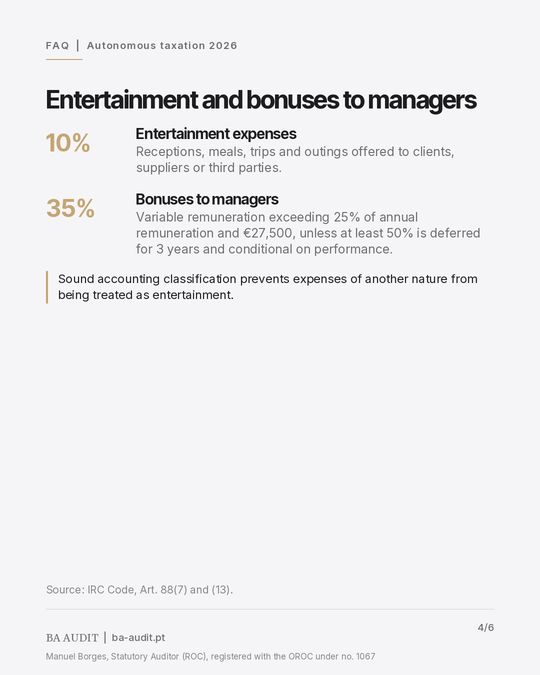 FAQ | Autonomous taxation 2026
Entertainment and bonuses to managers
10%
Entertainment expenses
Receptions, meals, trips and outings offered to clients,
suppliers or third parties.
35%
Bonuses to managers
Variable remuneration exceeding 25% of annual
remuneration and €27,500, unless at least 50% is deferred
for 3 years and conditional on performance.
Sound accounting classification prevents expenses of another nature from
being treated as entertainment.
Source: IRC Code, Art. 88(7) and (13).
4/6
BA AUDIT | ba-audit.pt
Manuel Borges, Statutory Auditor (ROC), registered with the OROC under no. 1067